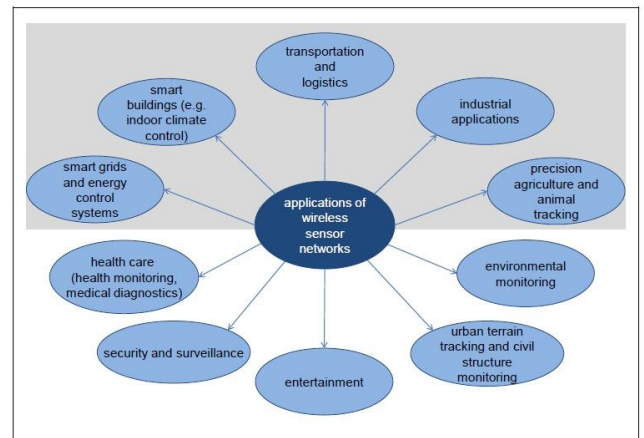 transportation
and
logistics
smart
buildings (e.g.
indoor climate
control)
industrial
applications
smart grids
and energy
control
systems
applications of
wireless
sensor
networks
precision
agriculture and
animal
tracking
health care
(health monitoring,
medical diagnostics)
environmental
monitoring
security and surveillance
entertainment
urban terrain
tracking and civil
structure
monitoring